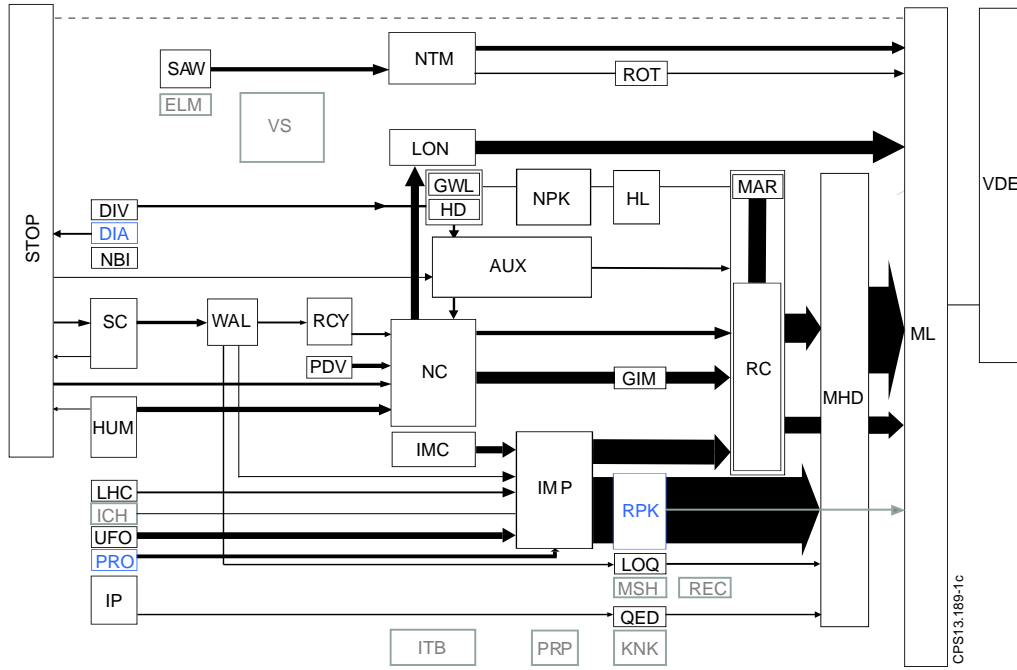 STOP
SAW
ELM
VS
NTM
ROT
LON
GWL
HD
NPK
HL
MAR
DIV
DIA
NBI
AUX
SC
WAL
RCY
PDV
NC
GIM
RC
MHD
ML
VDE
HUM
IMC
IMP
LHC
ICH
UFO
PRO
IP
RPK
LOQ
MSH
REC
QED
ITB
PRP
KNK
CPS13.189-1c